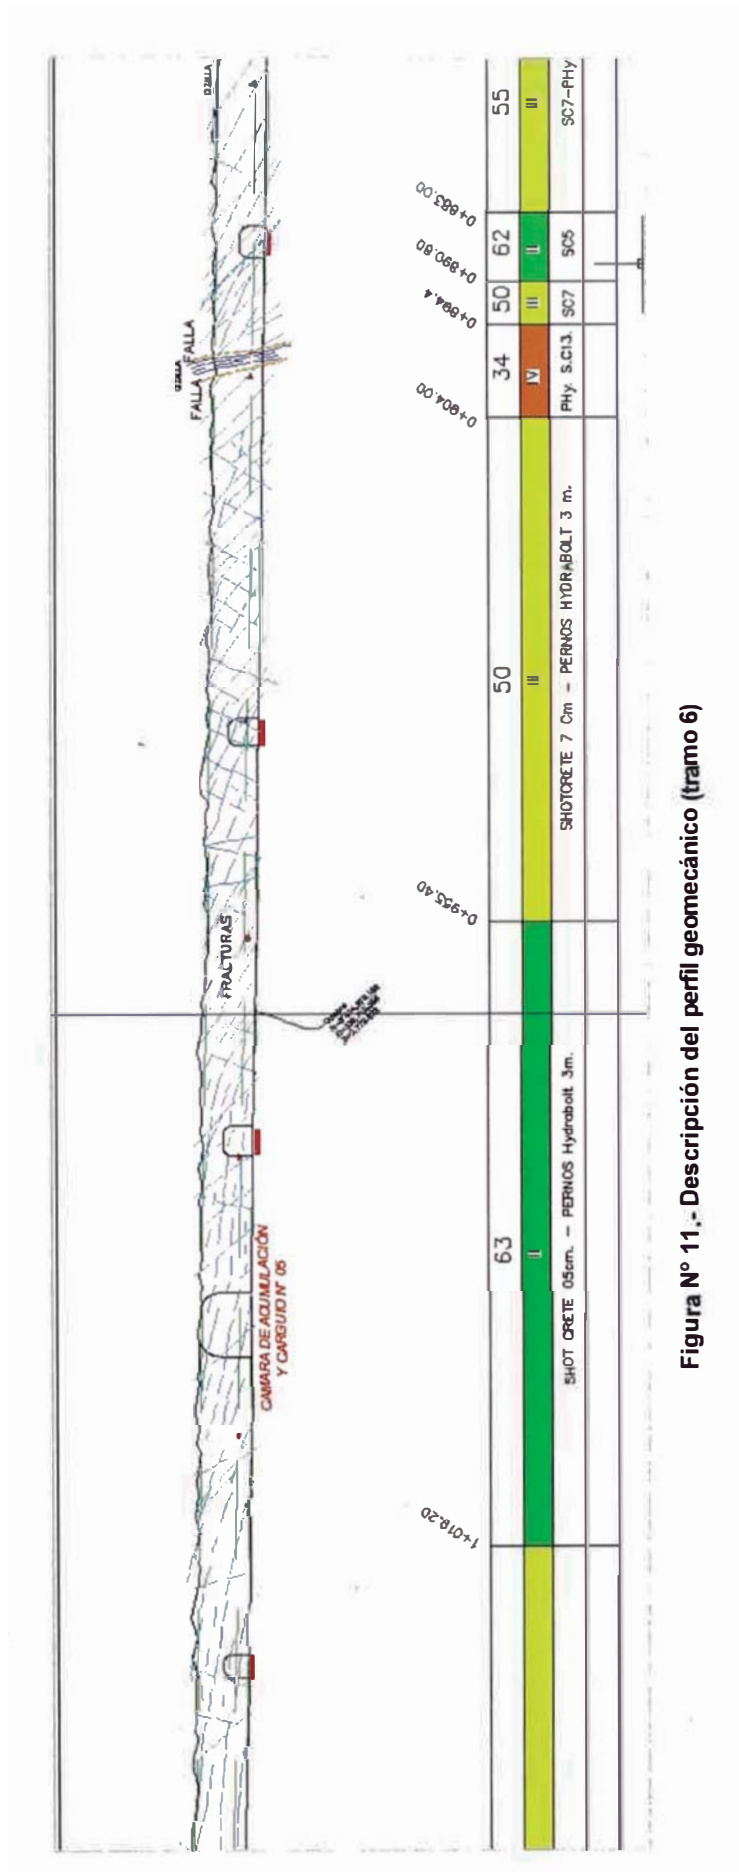 CIZALLA
55
III
SC7-PHy
0+883.00
62
II
SC5
0+890.80
50
III
SC7
0+894.4
FALLA
CIZALLA
FALLA
34
IV
PHy. S.C13.
0+904.00
50
III
SHOTCRETE 7 Cm - PERNOS HYDRABOLT 3 m.
0+955.40
FRACTURAS
63
II
SHOT CRETE 05cm. - PERNOS Hydrabolt 3m.
CAMARA DE ACUMULACIÓN
Y CARGUIO N° 05
1+019.20
Figura N° 11.- Descripción del perfil geomecánico (tramo 6)